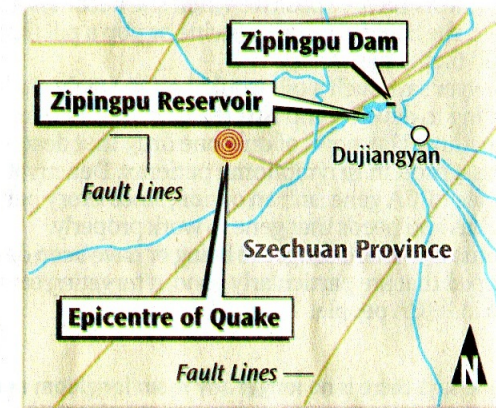 Zipingpu Dam
Zipingpu Reservoir
Dujiangyan
Fault Lines
Szechuan Province
Epicentre of Quake
Fault Lines
N